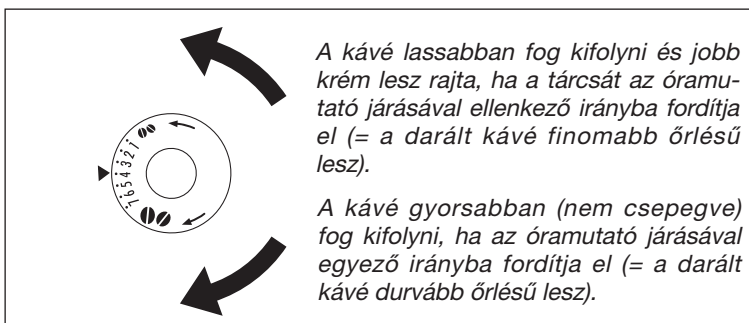 A kávé lassabban fog kifolyni és jobb
krém lesz rajta, ha a tárcsát az óramu-
tató járásával ellenkező irányba fordítja
el (= a darált kávé finomabb őrlésű
lesz).
A kávé gyorsabban (nem csepegve)
fog kifolyni, ha az óramutató járásával
egyező irányba fordítja el (= a darált
kávé durvább őrlésű lesz).
7654321